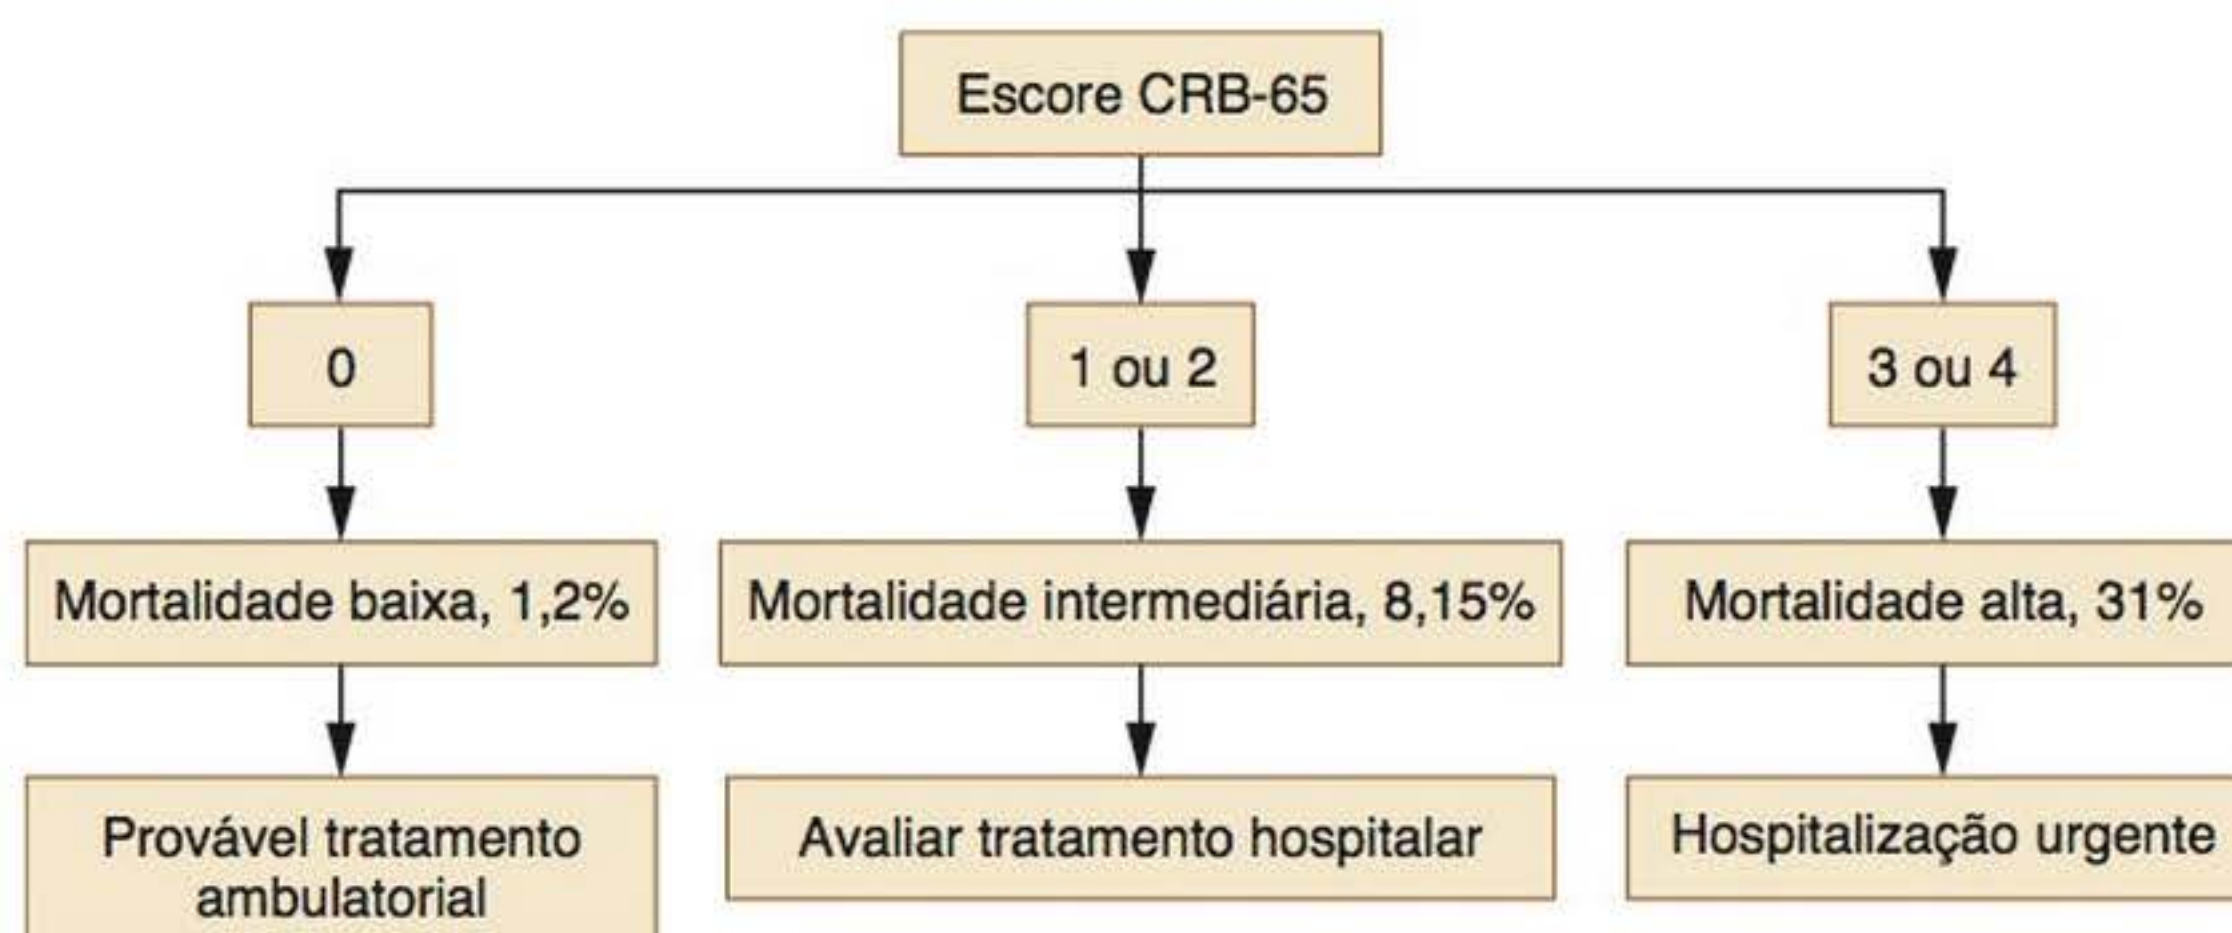 Escore CRB-65
0
1 ou 2
3 ou 4
Mortalidade baixa, 1,2%
Mortalidade intermediária, 8,15%
Mortalidade alta, 31%
Provável tratamento
ambulatorial
Avaliar tratamento hospitalar
Hospitalização urgente